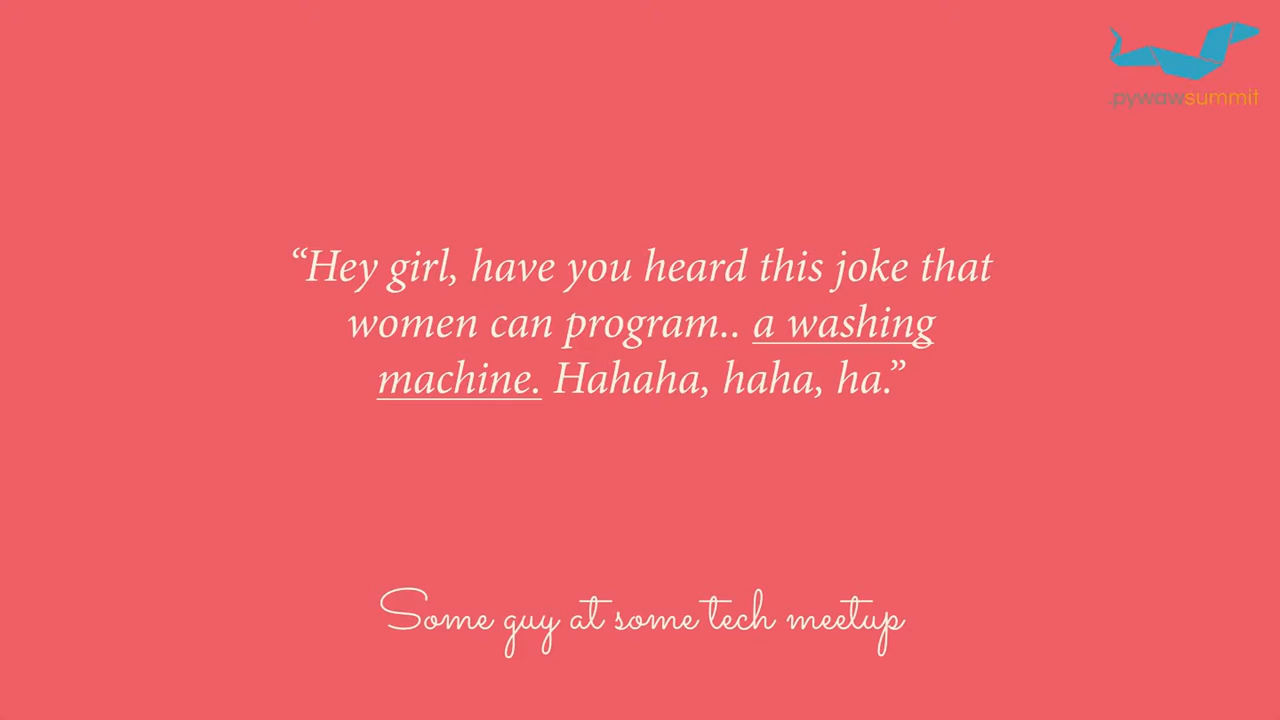 .pywawsummit
“Hey girl, have you heard this joke that
women can program.. a washing
machine. Hahaha, haha, ha.”
Some guy at some tech meetup